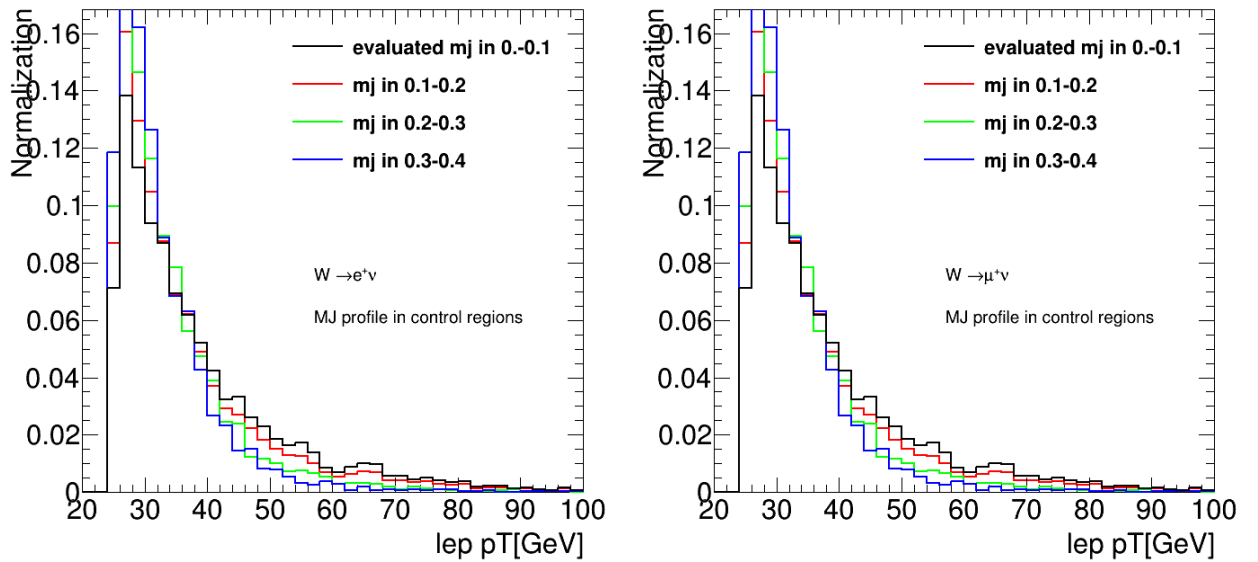 Normalization
0.16
0.14
0.12
0.1
0.08
0.06
0.04
0.02
0
evaluated mj in 0.-0.1
mj in 0.1-0.2
mj in 0.2-0.3
mj in 0.3-0.4
W →e⁺ν
MJ profile in control regions
20 30 40 50 60 70 80 90 100
lep pT[GeV]
Normalization
0.16
0.14
0.12
0.1
0.08
0.06
0.04
0.02
0
evaluated mj in 0.-0.1
mj in 0.1-0.2
mj in 0.2-0.3
mj in 0.3-0.4
W →μ⁺ν
MJ profile in control regions
20 30 40 50 60 70 80 90 100
lep pT[GeV]